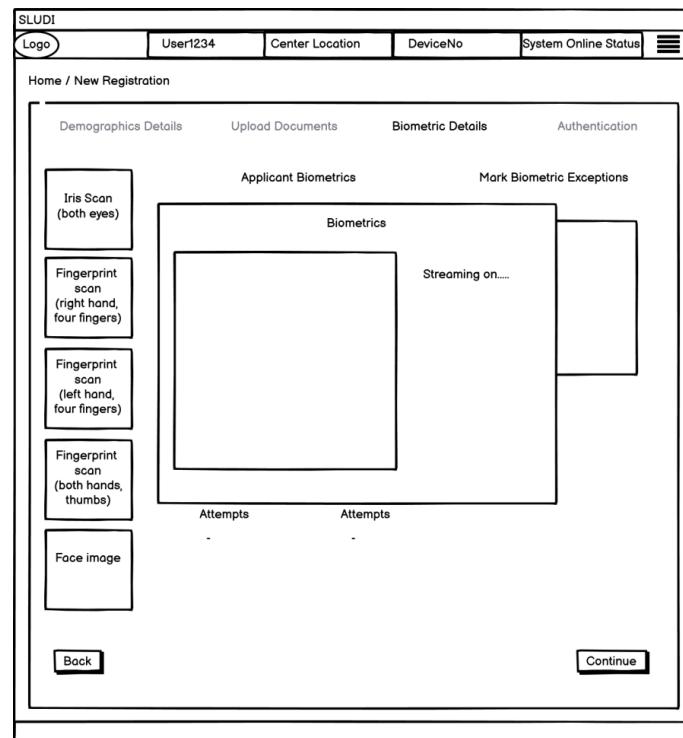 SLUDI
Logo User1234 Center Location DeviceNo System Online Status
Home / New Registration
Demographics Details Upload Documents Biometric Details Authentication
Applicant Biometrics Mark Biometric Exceptions
Iris Scan
(both eyes)
Fingerprint
scan
(right hand,
four fingers)
Fingerprint
scan
(left hand,
four fingers)
Fingerprint
scan
(both hands,
thumbs)
Face image
Biometrics
Streaming on.....
Attempts Attempts
- -
Back Continue